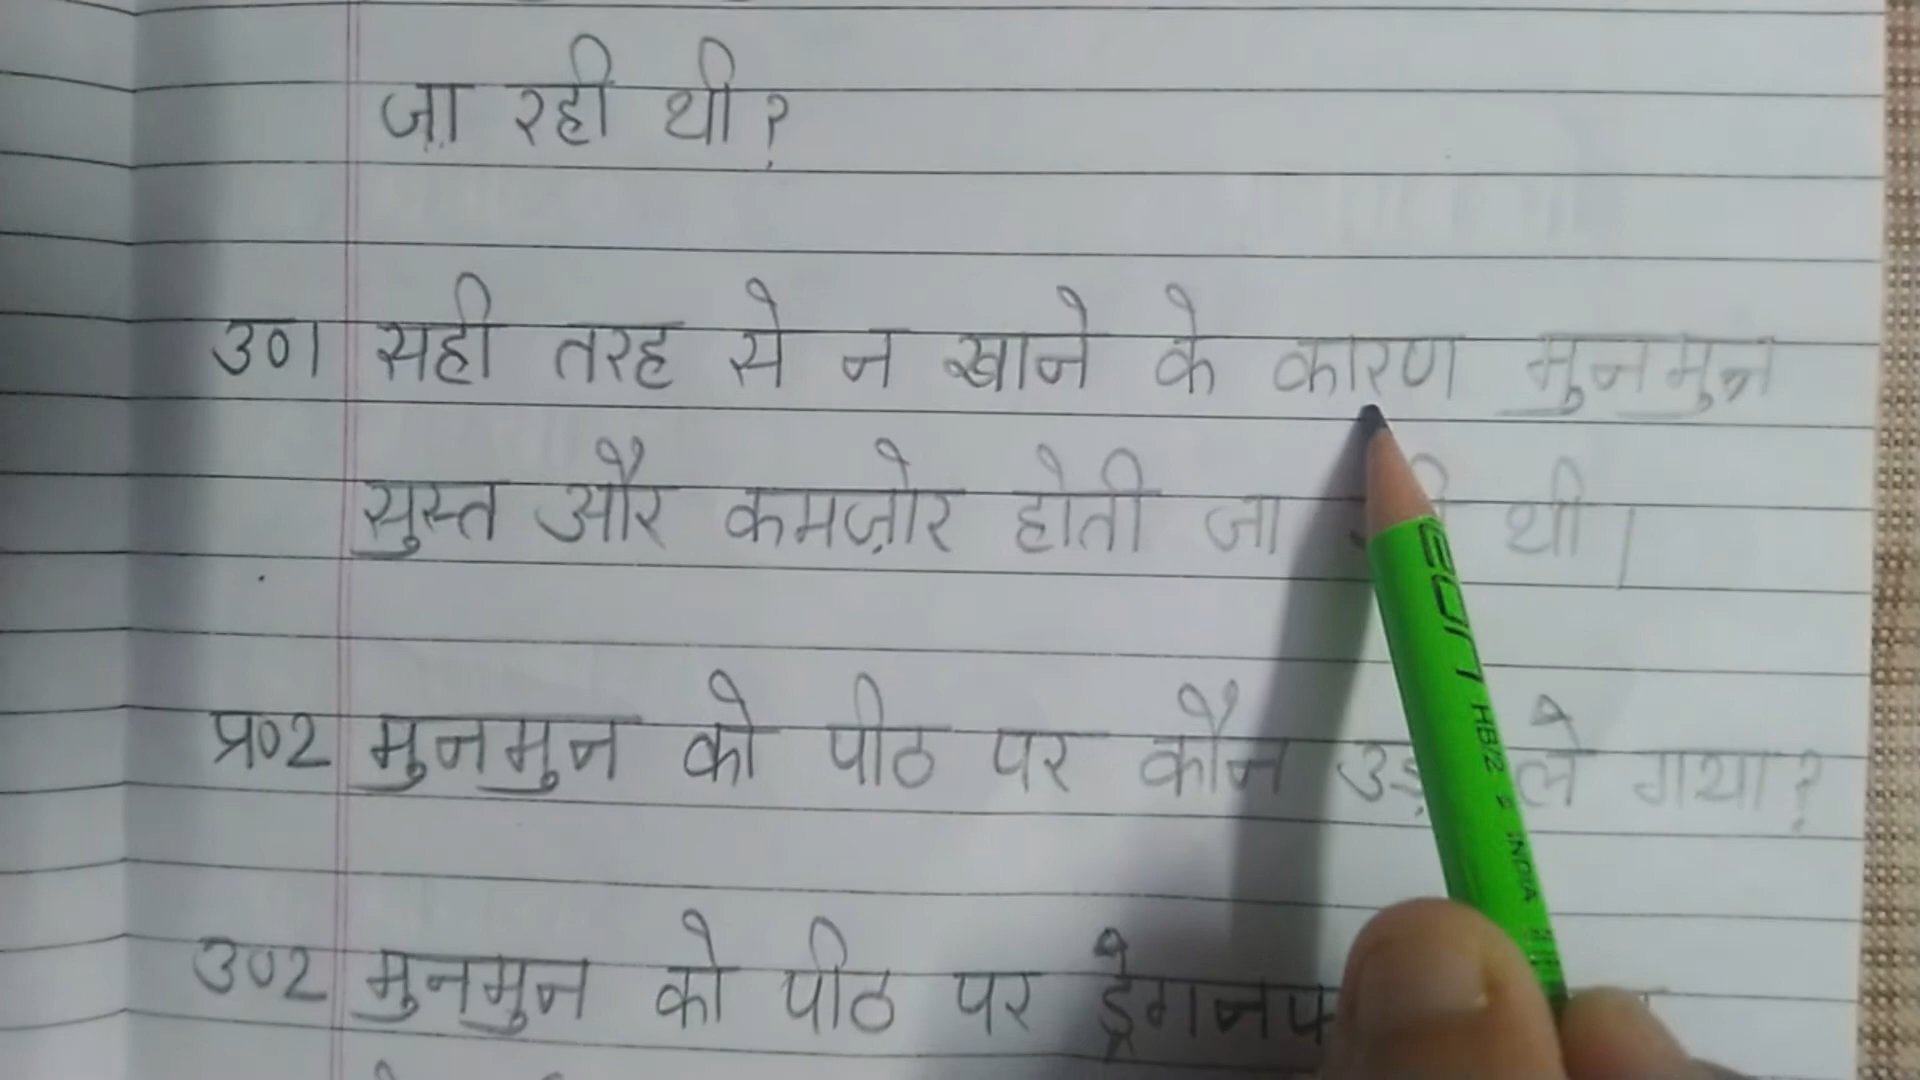 जा रही थी?
उ०1 सही तरह से न खाने के कारण मुनमुन
सुस्त और कमज़ोर होती जा थी।
प्र०2 मुनमुन को पीठ पर कौन ले गया?
उ०2 मुनमुन को पीठ पर
HB/2 INDIA